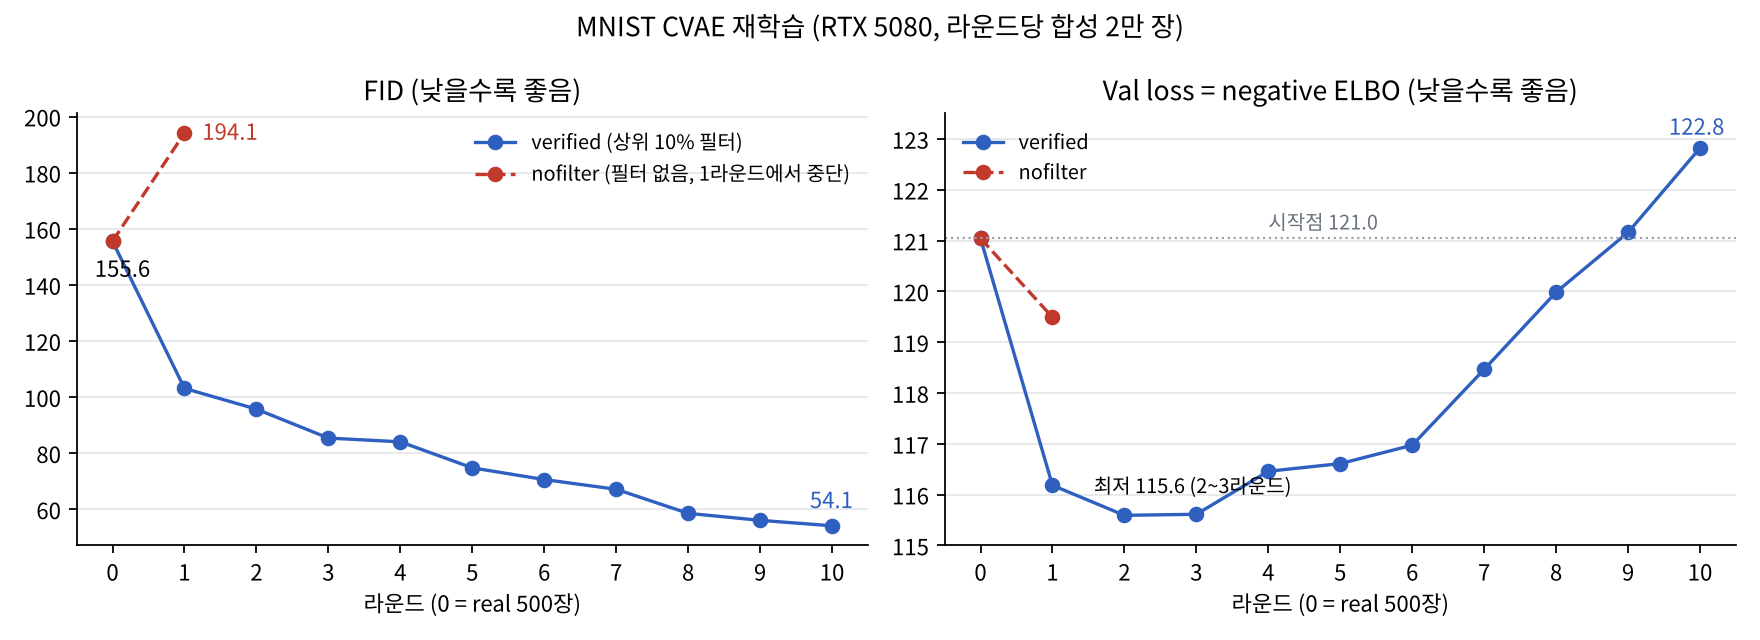 MNIST CVAE 재학습 (RTX 5080, 라운드당 합성 2만 장)
FID (낮을수록 좋음)
200
180
160
140
120
100
80
60
194.1
155.6
54.1
verified (상위 10% 필터)
nofilter (필터 없음, 1라운드에서 중단)
0 1 2 3 4 5 6 7 8 9 10
라운드 (0 = real 500장)
Val loss = negative ELBO (낮을수록 좋음)
123
122
121
120
119
118
117
116
115
verified
nofilter
122.8
시작점 121.0
최저 115.6 (2~3라운드)
0 1 2 3 4 5 6 7 8 9 10
라운드 (0 = real 500장)